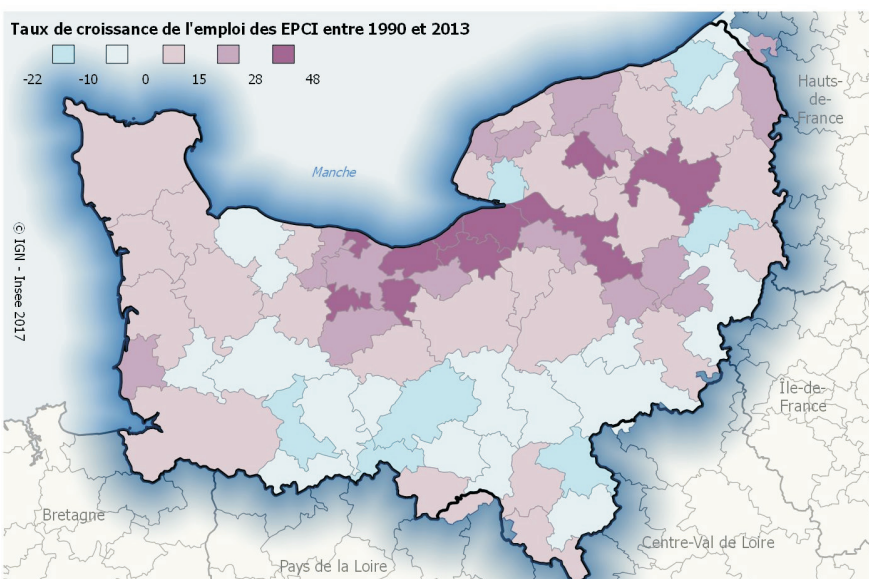 Taux de croissance de l'emploi des EPCI entre 1990 et 2013
-22 -10 0 15 28 48
Hauts-
de-
France
Manche
© IGN - Insee 2017
Île-de-
France
Bretagne
Centre-Val de Loire
Pays de la Loire